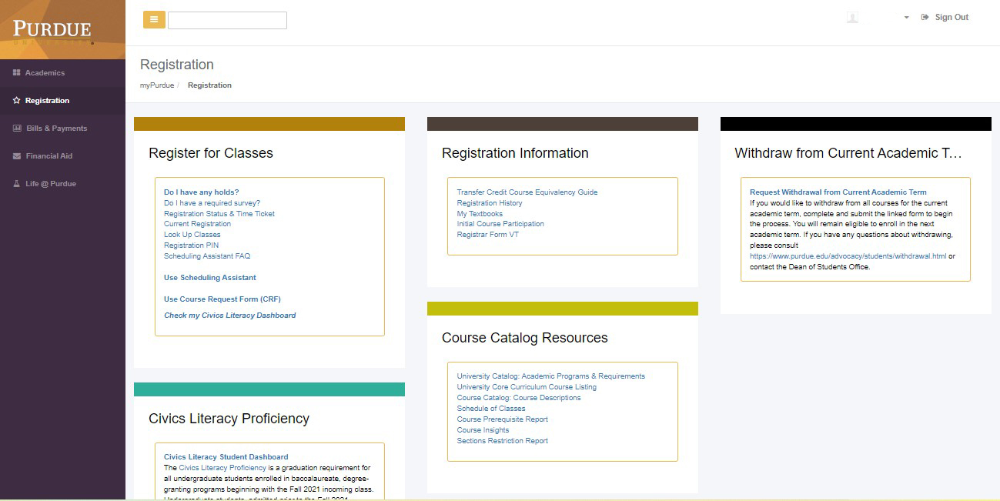 PURDUE
Academics
Registration
Bills & Payments
Financial Aid
Life @ Purdue
Sign Out
Registration
myPurdue / Registration
Register for Classes
Do I have any holds?
Do I have a required survey?
Registration Status & Time Ticket
Current Registration
Look Up Classes
Registration PIN
Scheduling Assistant FAQ
Use Scheduling Assistant
Use Course Request Form (CRF)
Check my Civics Literacy Dashboard
Civics Literacy Proficiency
Civics Literacy Student Dashboard
The Civics Literacy Proficiency is a graduation requirement for
all undergraduate students enrolled in baccalaureate, degree-
granting programs beginning with the Fall 2021 incoming class.
Undergraduate students, admitted prior to the Fall 2021
Registration Information
Transfer Credit Course Equivalency Guide
Registration History
My Textbooks
Initial Course Participation
Registrar Form VT
Course Catalog Resources
University Catalog: Academic Programs & Requirements
University Core Curriculum Course Listing
Course Catalog: Course Descriptions
Schedule of Classes
Course Prerequisite Report
Course Insights
Sections Restriction Report
Withdraw from Current Academic T...
Request Withdrawal from Current Academic Term
If you would like to withdraw from all courses for the current
academic term, complete and submit the linked form to begin
the process. You will remain eligible to enroll in the next
academic term. If you have any questions about withdrawing,
please consult
https://www.purdue.edu/advocacy/students/withdrawal.html or
contact the Dean of Students Office.